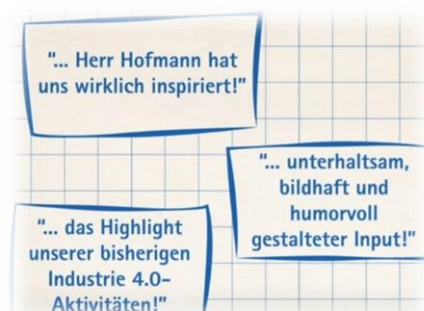 "... Herr Hofmann hat
uns wirklich inspiriert!"
"... unterhaltsam,
bildhaft und
humorvoll
gestalteter Input!"
"... das Highlight
unserer bisherigen
Industrie 4.0-
Aktivitäten!"